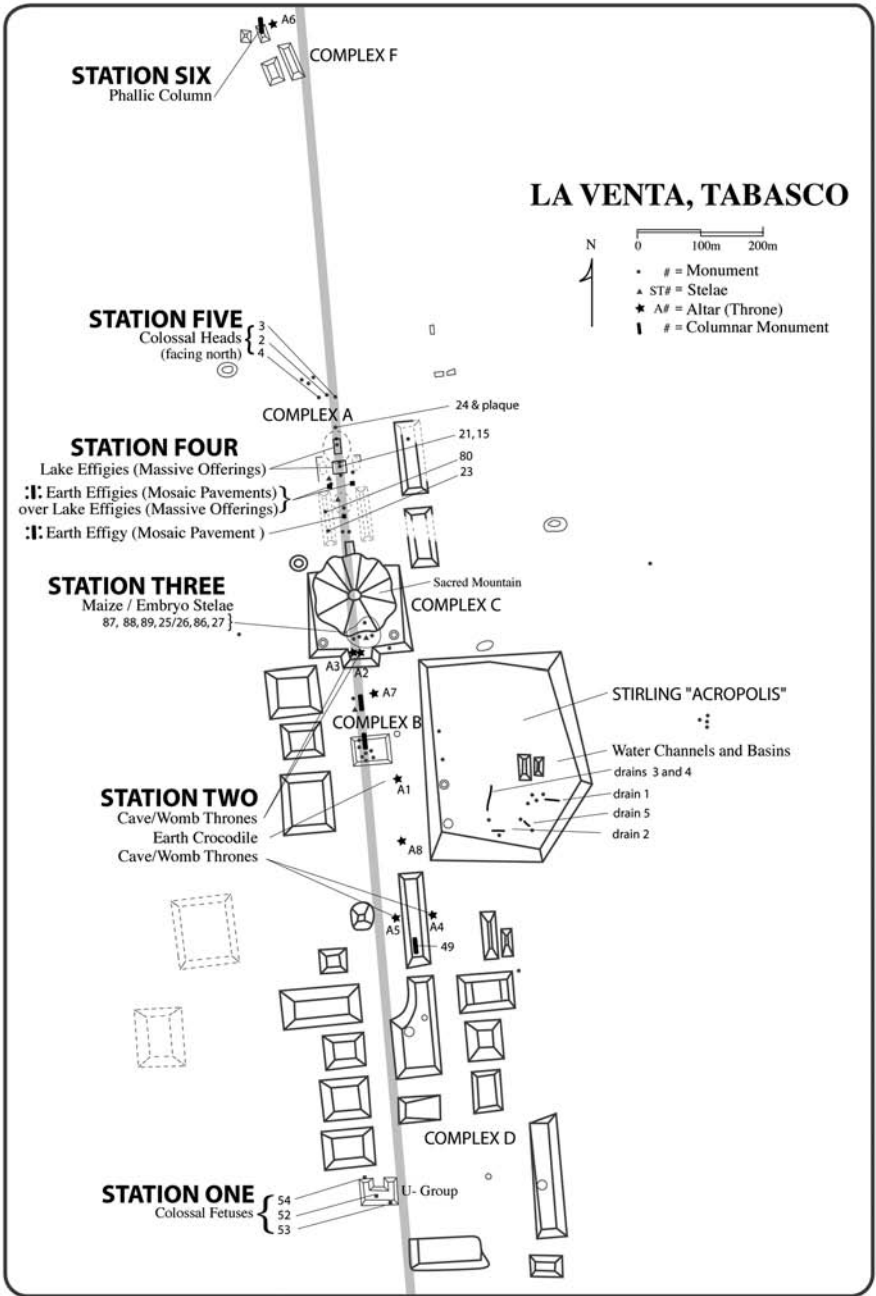 A6
COMPLEX F
STATION SIX
Phallic Column
LA VENTA, TABASCO
N
0 100m 200m
# = Monument
ST# = Stelae
A# = Altar (Throne)
# = Columnar Monument
STATION FIVE
Colossal Heads
(facing north)
3
2
4
COMPLEX A
24 & plaque
STATION FOUR
21, 15
Lake Effigies (Massive Offerings)
80
23
Earth Effigies (Mosaic Pavements)
over Lake Effigies (Massive Offerings)
Earth Effigy (Mosaic Pavement )
STATION THREE
Maize / Embryo Stelae
87, 88, 89, 25/26, 86, 27
Sacred Mountain
COMPLEX C
A3
A2
A7
COMPLEX B
STIRLING "ACROPOLIS"
Water Channels and Basins
drains 3 and 4
drain 1
drain 5
drain 2
STATION TWO
Cave/Womb Thrones
Earth Crocodile
Cave/Womb Thrones
A1
A8
A5
A4
49
COMPLEX D
STATION ONE
Colossal Fetuses
54
52
53
U- Group